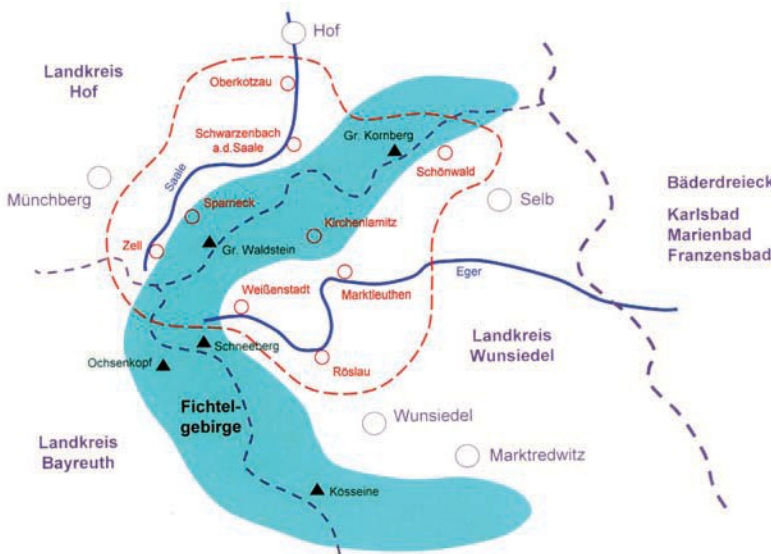 Hof
Landkreis
Hof
Oberkotzau
Schwarzenbach
a.d.Saale
Gr. Kornberg
Schönwald
Saale
Münchberg
Sparneck
Selb
Bäderdreieck
Karlsbad
Marienbad
Franzensbad
Kirchenlamitz
Zell
Gr. Waldstein
Weißenstadt
Marktleuthen
Eger
Schneeberg
Landkreis
Wunsiedel
Ochsenkopf
Röslau
Fichtel-
gebirge
Wunsiedel
Landkreis
Bayreuth
Marktredwitz
Kösseine